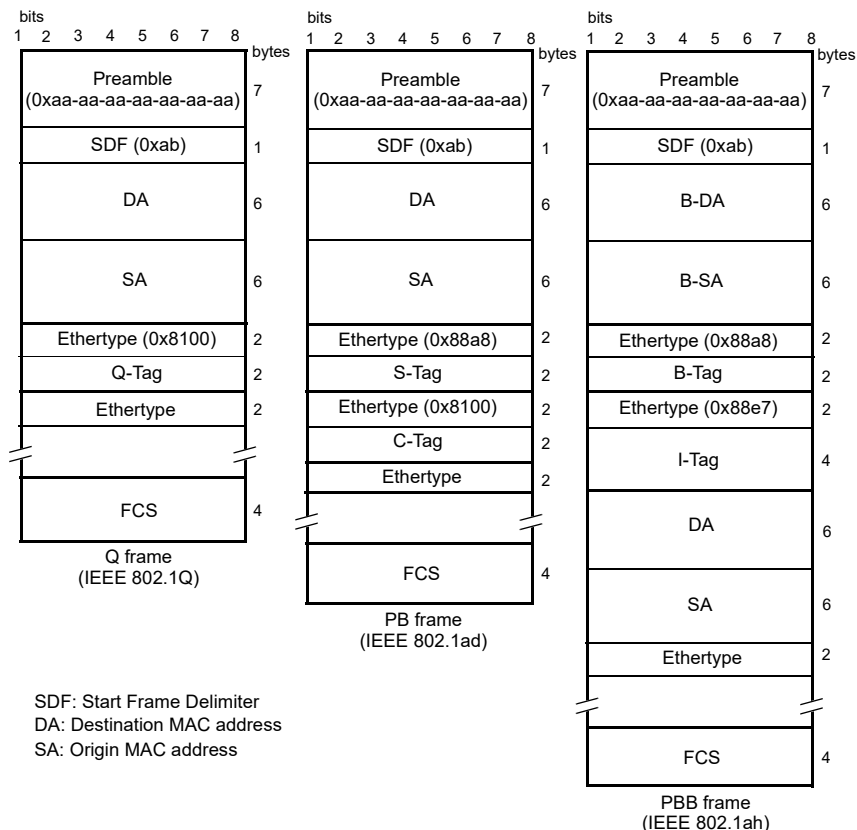 bits
1 2 3 4 5 6 7 8
bytes
Preamble
(0xaa-aa-aa-aa-aa-aa-aa)
7
SDF (0xab)
1
DA
6
SA
6
Ethertype (0x8100)
2
Q-Tag
2
Ethertype
2
FCS
4
Q frame
(IEEE 802.1Q)
bits
1 2 3 4 5 6 7 8
bytes
Preamble
(0xaa-aa-aa-aa-aa-aa-aa)
7
SDF (0xab)
1
DA
6
SA
6
Ethertype (0x88a8)
2
S-Tag
2
Ethertype (0x8100)
2
C-Tag
2
Ethertype
2
FCS
4
PB frame
(IEEE 802.1ad)
bits
1 2 3 4 5 6 7 8
bytes
Preamble
(0xaa-aa-aa-aa-aa-aa-aa)
7
SDF (0xab)
1
B-DA
6
B-SA
6
Ethertype (0x88a8)
2
B-Tag
2
Ethertype (0x88e7)
2
I-Tag
4
DA
6
SA
6
Ethertype
2
FCS
4
PBB frame
(IEEE 802.1ah)
SDF: Start Frame Delimiter
DA: Destination MAC address
SA: Origin MAC address